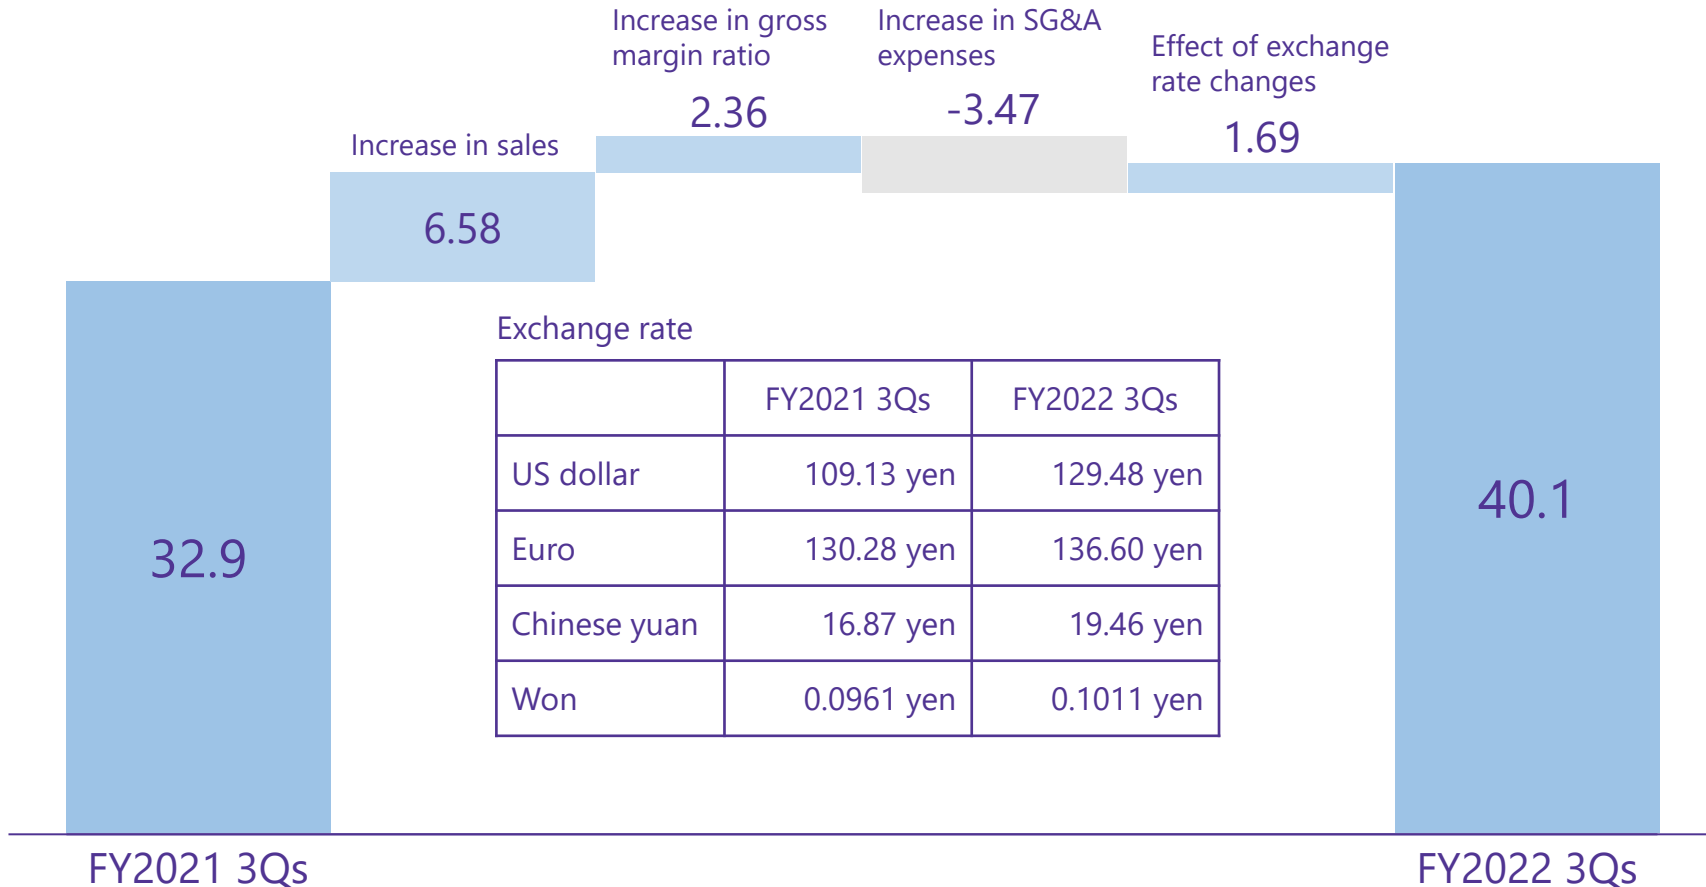 Increase in gross
margin ratio
2.36
Increase in SG&A
expenses
-3.47
Effect of exchange
rate changes
1.69
Increase in sales
6.58
32.9
40.1
Exchange rate
FY2021 3Qs FY2022 3Qs
US dollar 109.13 yen 129.48 yen
Euro 130.28 yen 136.60 yen
Chinese yuan 16.87 yen 19.46 yen
Won 0.0961 yen 0.1011 yen
FY2021 3Qs
FY2022 3Qs